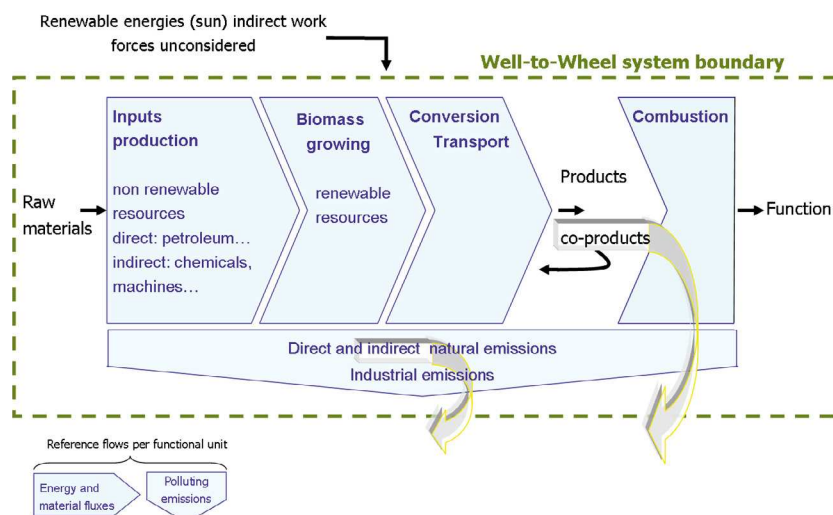 Renewable energies (sun) indirect work
forces unconsidered
Well-to-Wheel system boundary
Inputs
production
non renewable
resources
direct: petroleum…
indirect: chemicals,
machines…
Biomass
growing
renewable
resources
Conversion
Transport
Combustion
Raw
materials
Products
co-products
Function
Direct and indirect natural emissions
Industrial emissions
Reference flows per functional unit
Energy and
material fluxes
Polluting
emissions